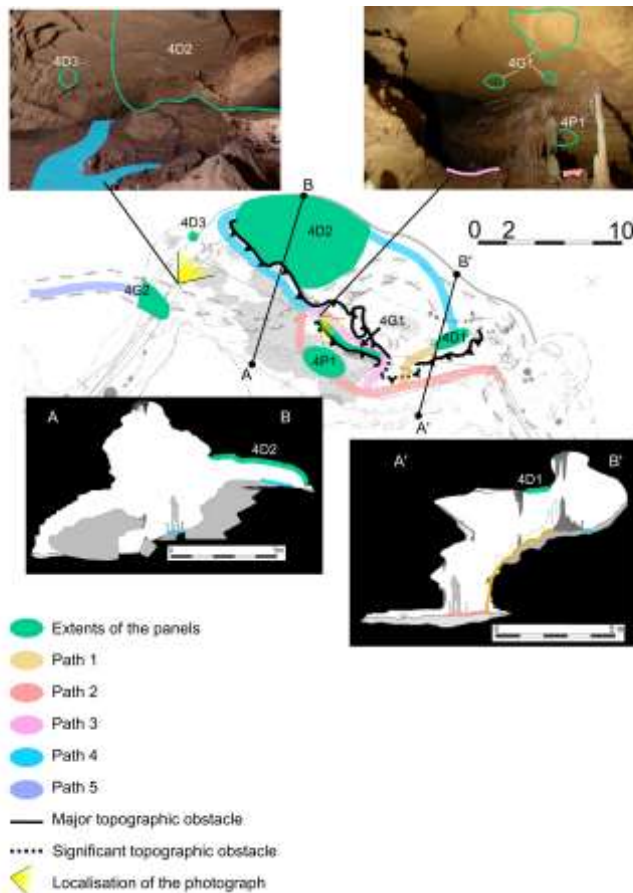 4D3
4D2
4G1
4P1
B
4D3
4D2
0 2 10
B'
4G2
4G1
4D1
4P1
A
A'
A B
4D2
A' B'
4D1
Extents of the panels
Path 1
Path 2
Path 3
Path 4
Path 5
Major topographic obstacle
Significant topographic obstacle
Localisation of the photograph